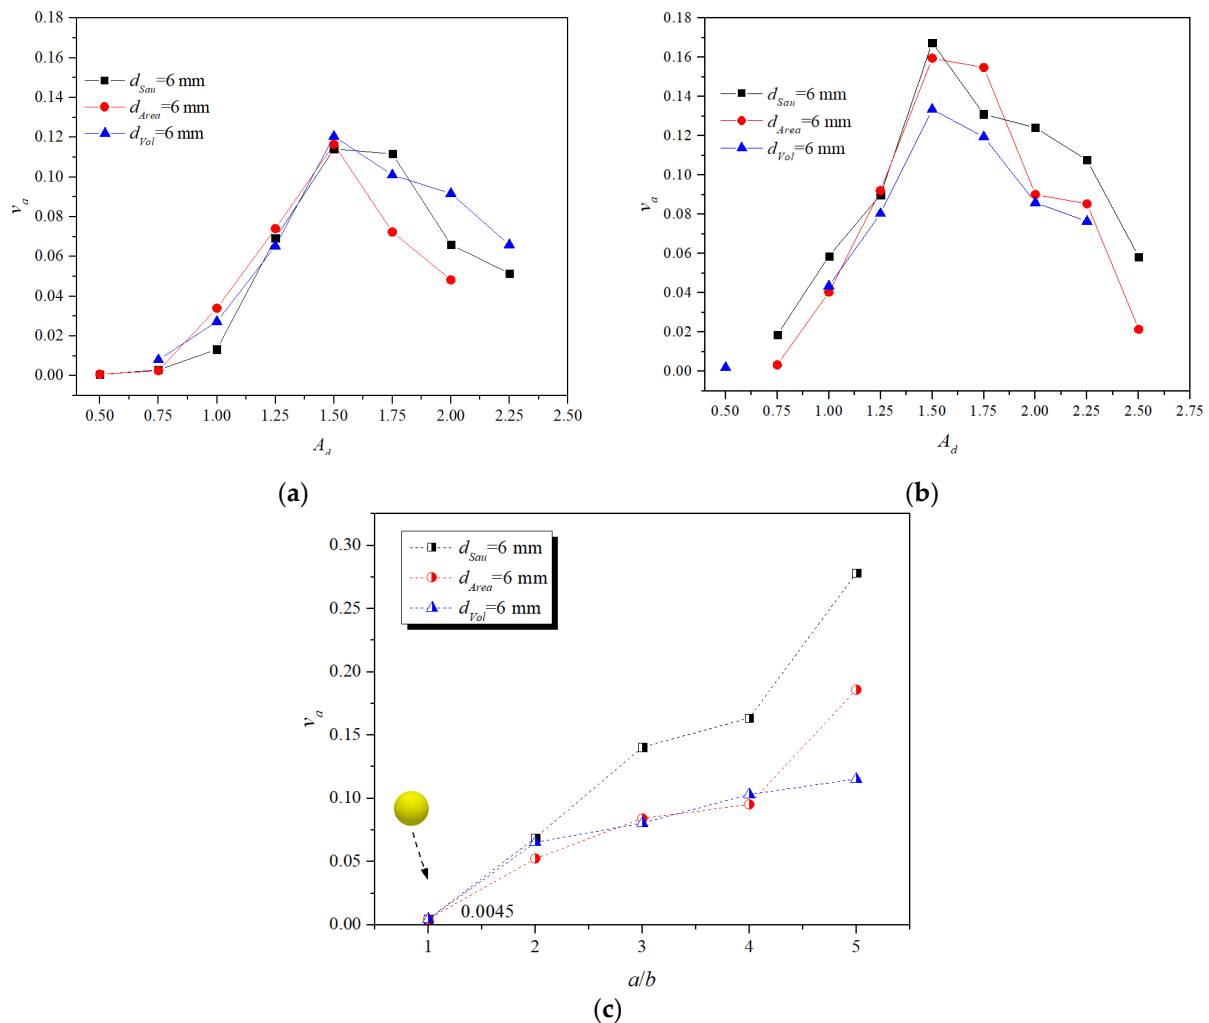 0.18
0.16
0.14
0.12
0.10
0.08
0.06
0.04
0.02
0.00
v_a
d_Sau=6 mm
d_Area=6 mm
d_Vol=6 mm
0.50 0.75 1.00 1.25 1.50 1.75 2.00 2.25 2.50
A_d
(a)
0.18
0.16
0.14
0.12
0.10
0.08
0.06
0.04
0.02
0.00
v_a
d_Sau=6 mm
d_Area=6 mm
d_Vol=6 mm
0.50 0.75 1.00 1.25 1.50 1.75 2.00 2.25 2.50 2.75
A_d
(b)
0.30
0.25
0.20
0.15
0.10
0.05
0.00
v_a
d_Sau=6 mm
d_Area=6 mm
d_Vol=6 mm
0.0045
1 2 3 4 5
a/b
(c)